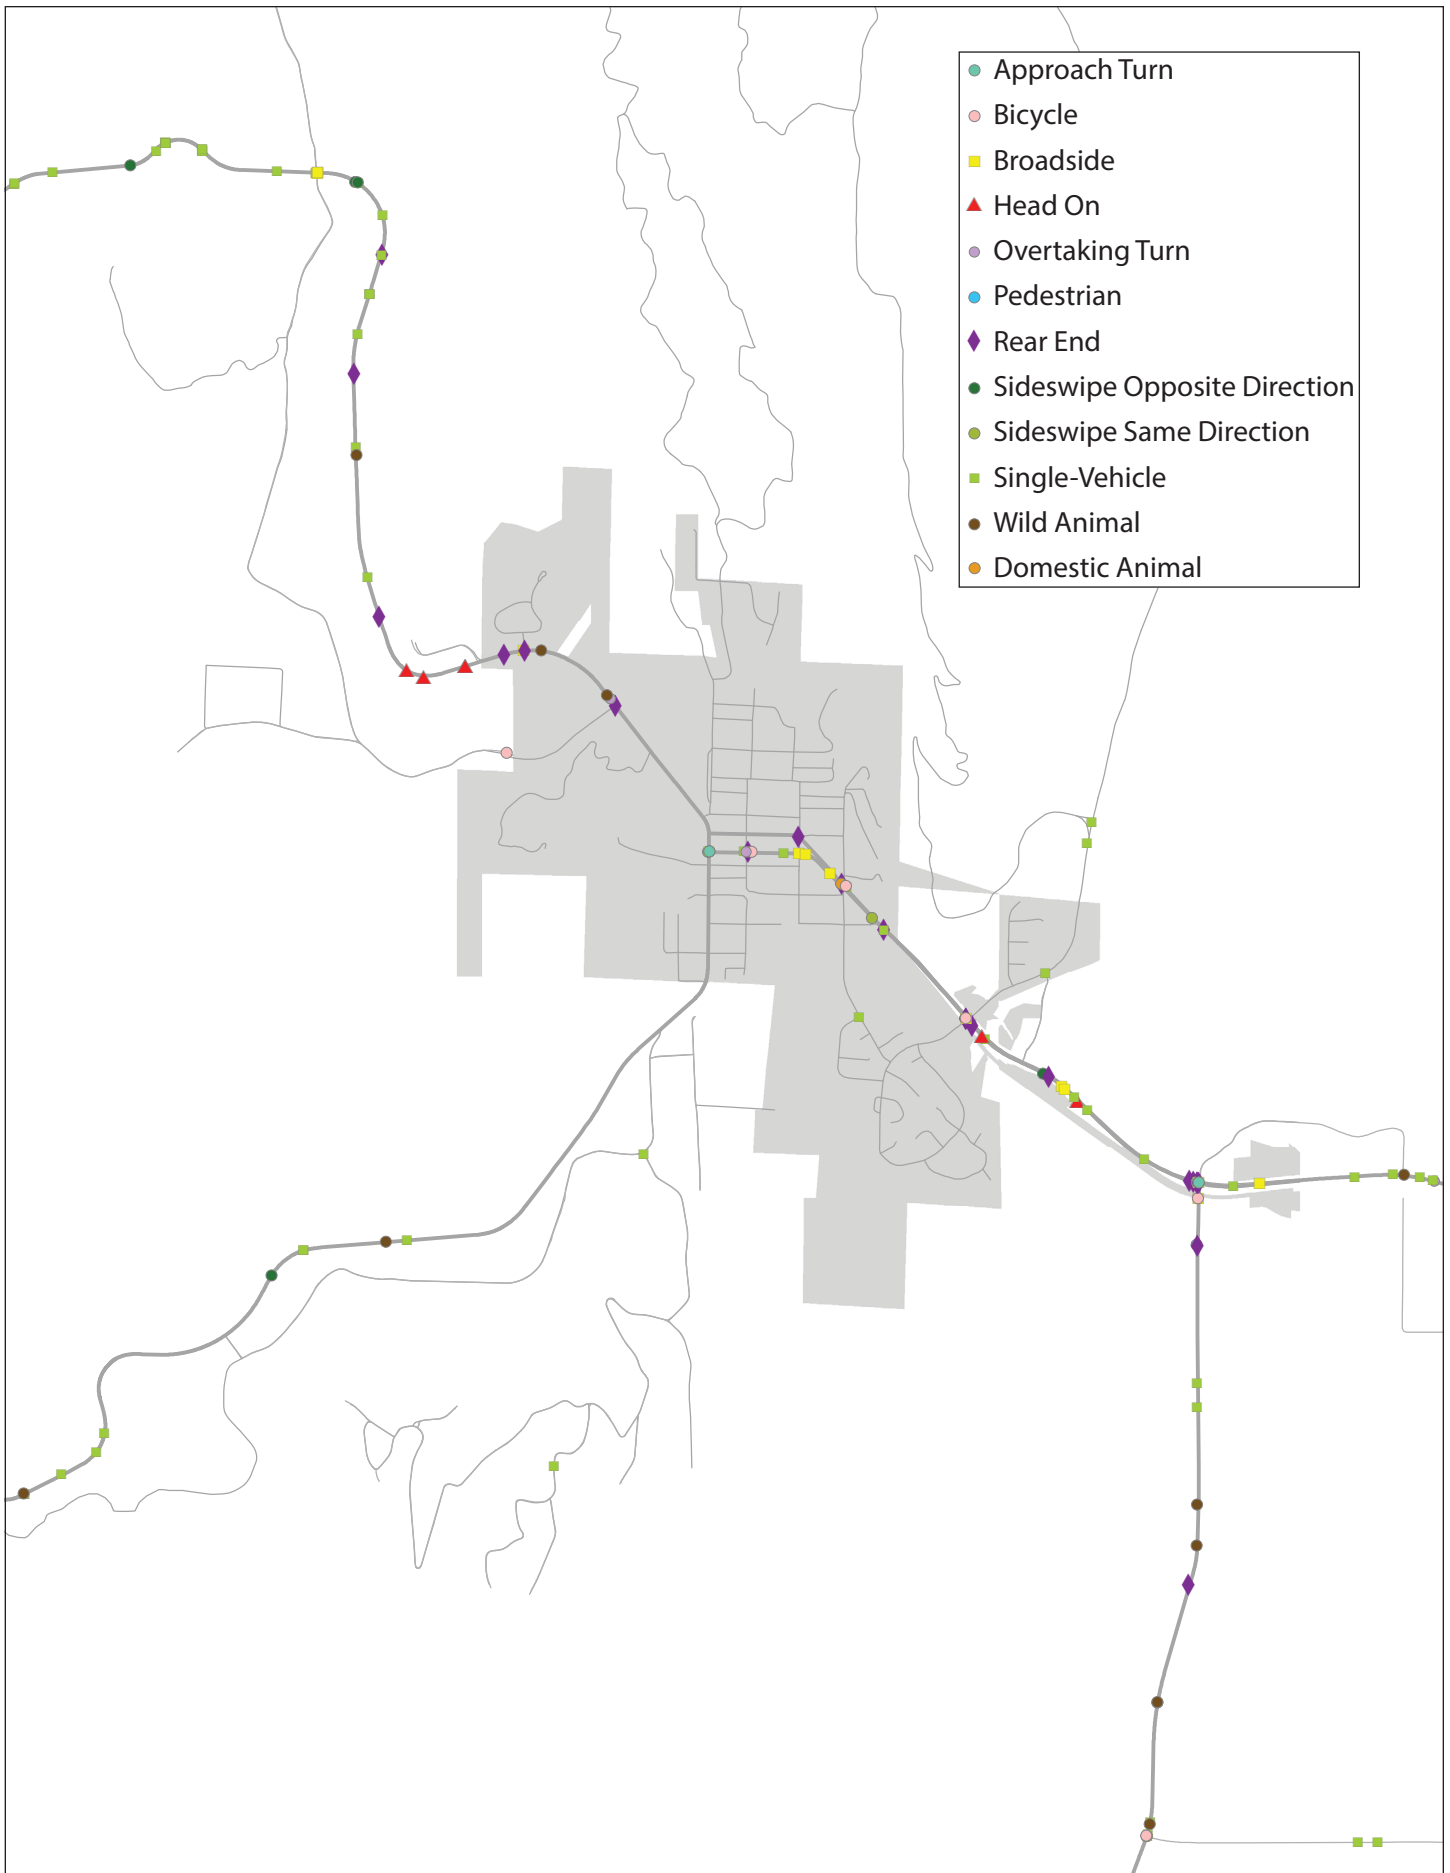 Approach Turn
Bicycle
Broadside
Head On
Overtaking Turn
Pedestrian
Rear End
Sideswipe Opposite Direction
Sideswipe Same Direction
Single-Vehicle
Wild Animal
Domestic Animal